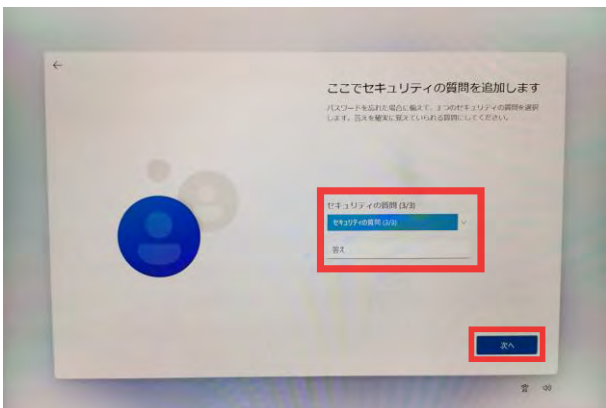 ここでセキュリティの質問を追加します
パスワードを忘れた場合に備えて、3 つのセキュリティの質問を選択
します。答えを確実に覚えていられる質問にしてください。
セキュリティの質問 (3/3)
セキュリティの質問 (3/3)
答え
次へ